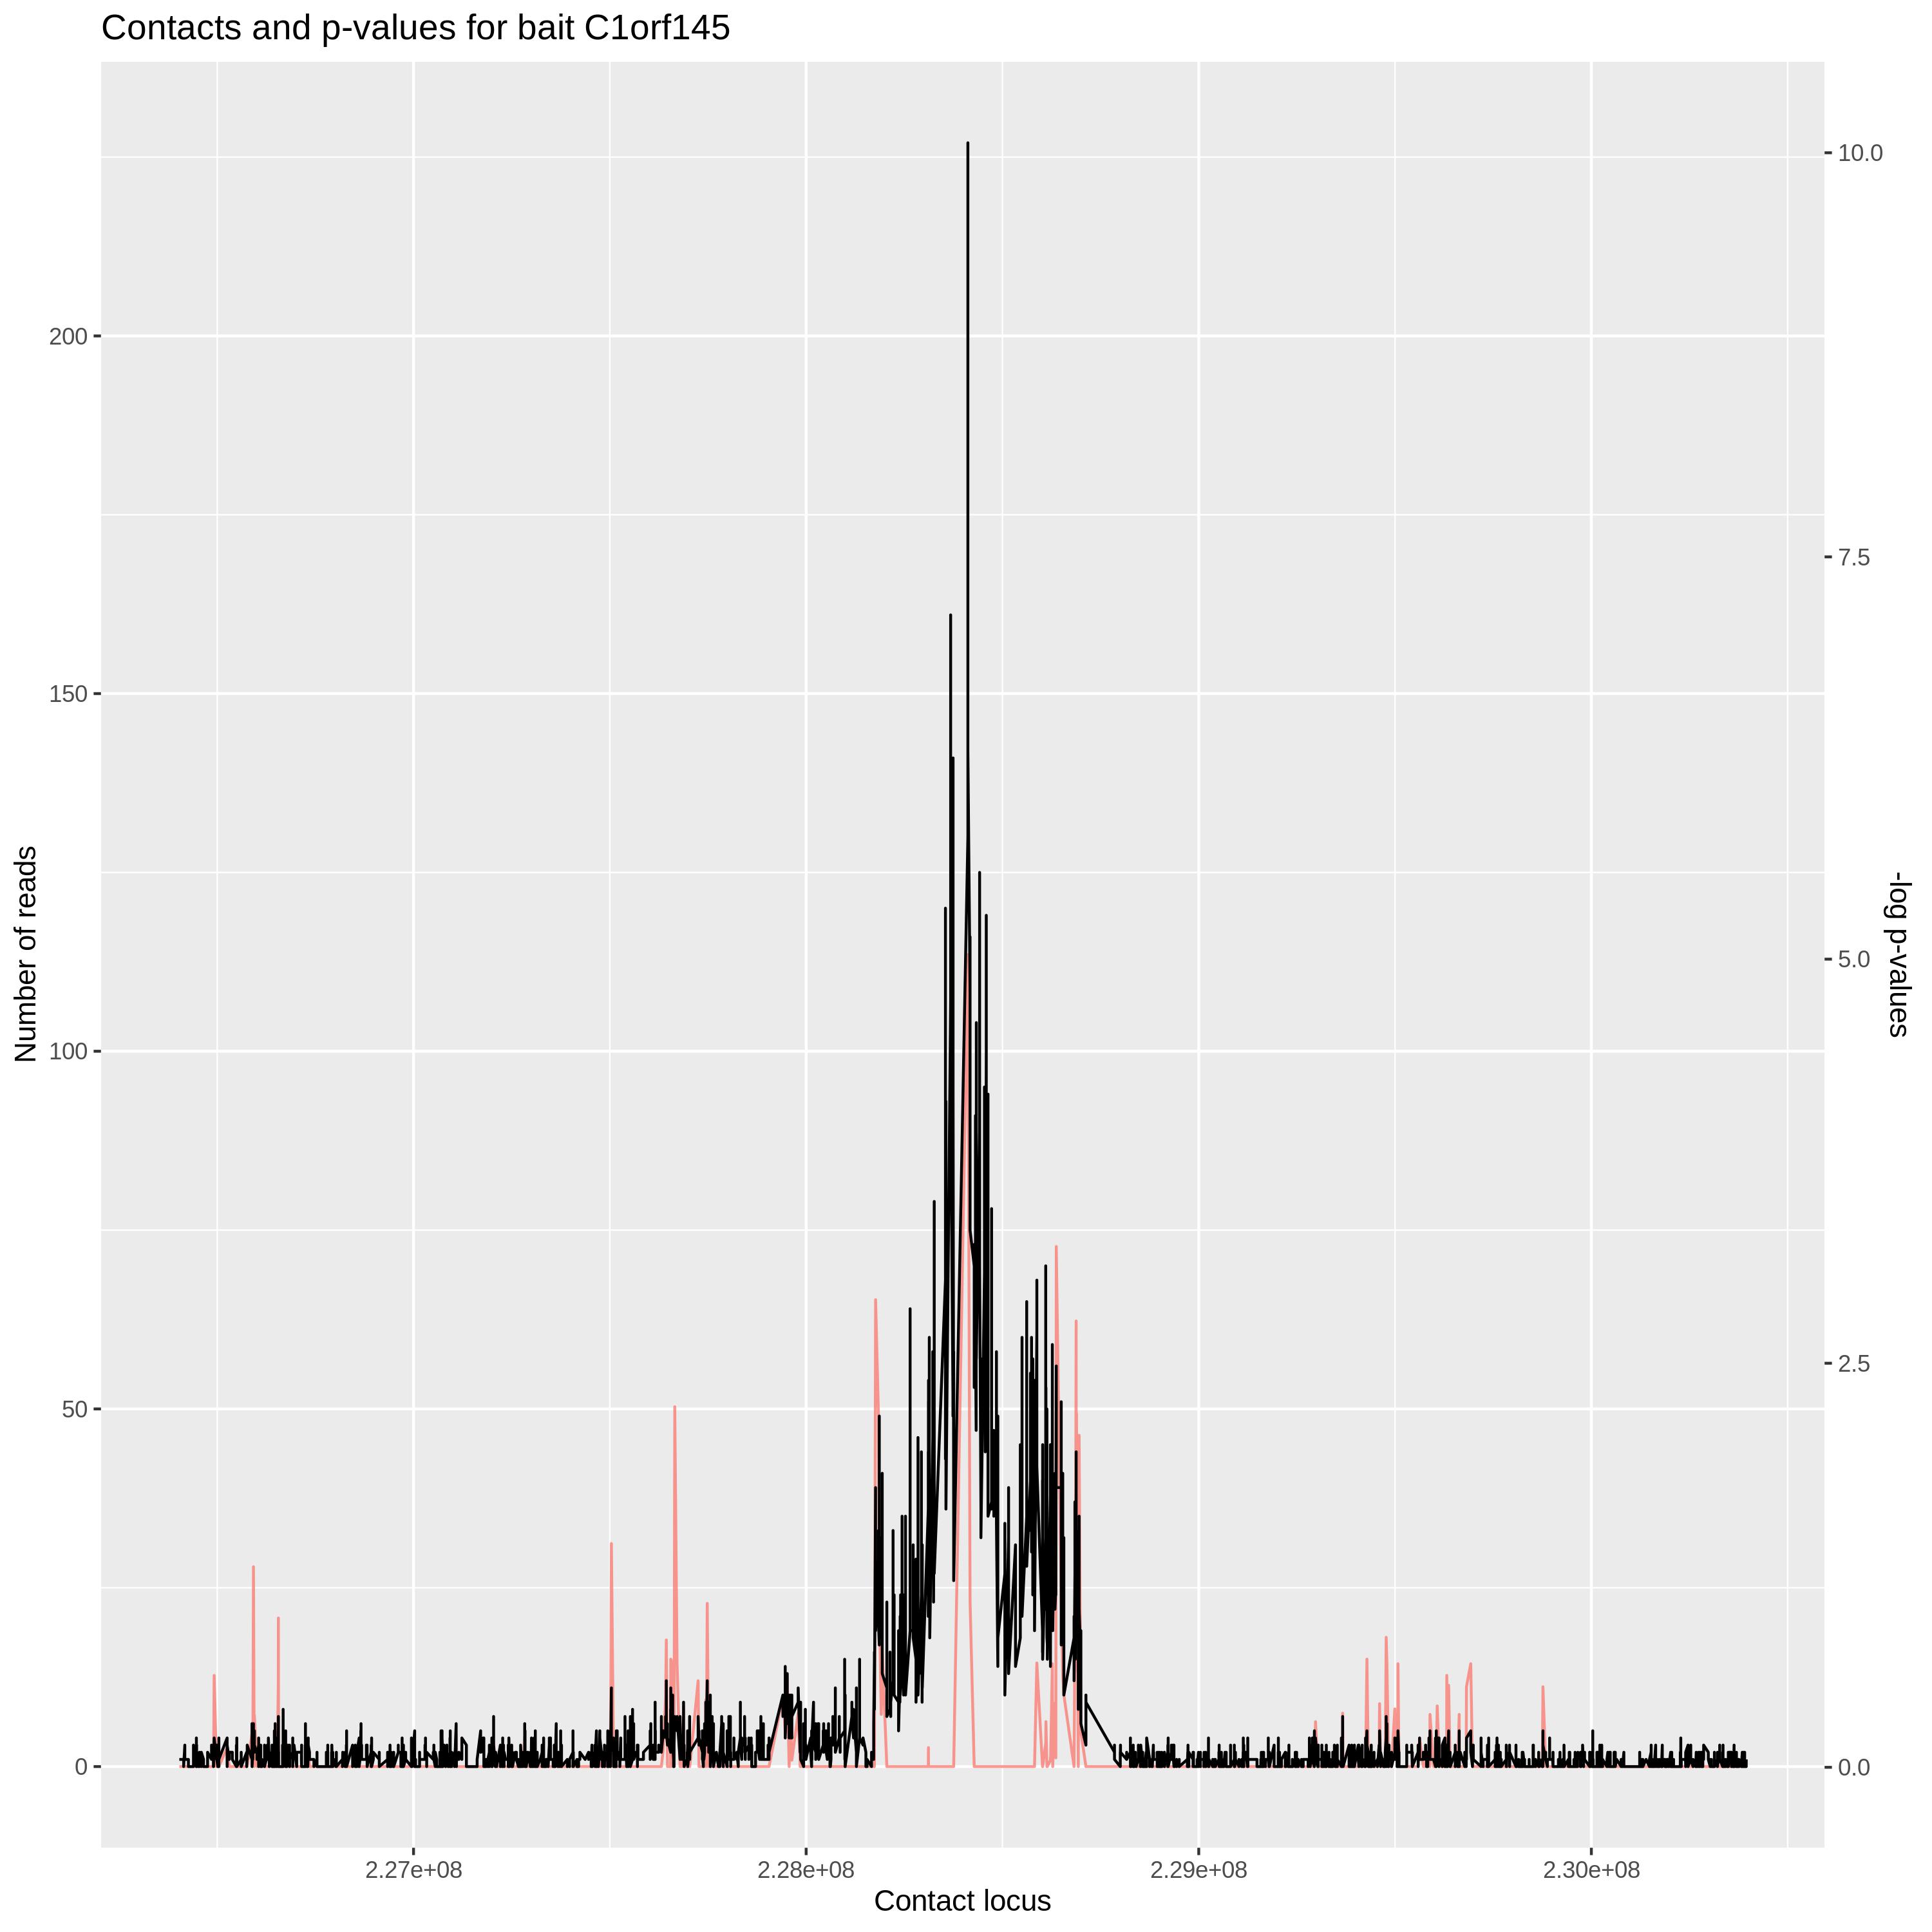 Contacts and p-values for bait C1orf145
Number of reads
200
150
100
50
0
10.0
7.5
5.0
2.5
0.0
-log p-values
2.27e+08
2.28e+08
2.29e+08
2.30e+08
Contact locus